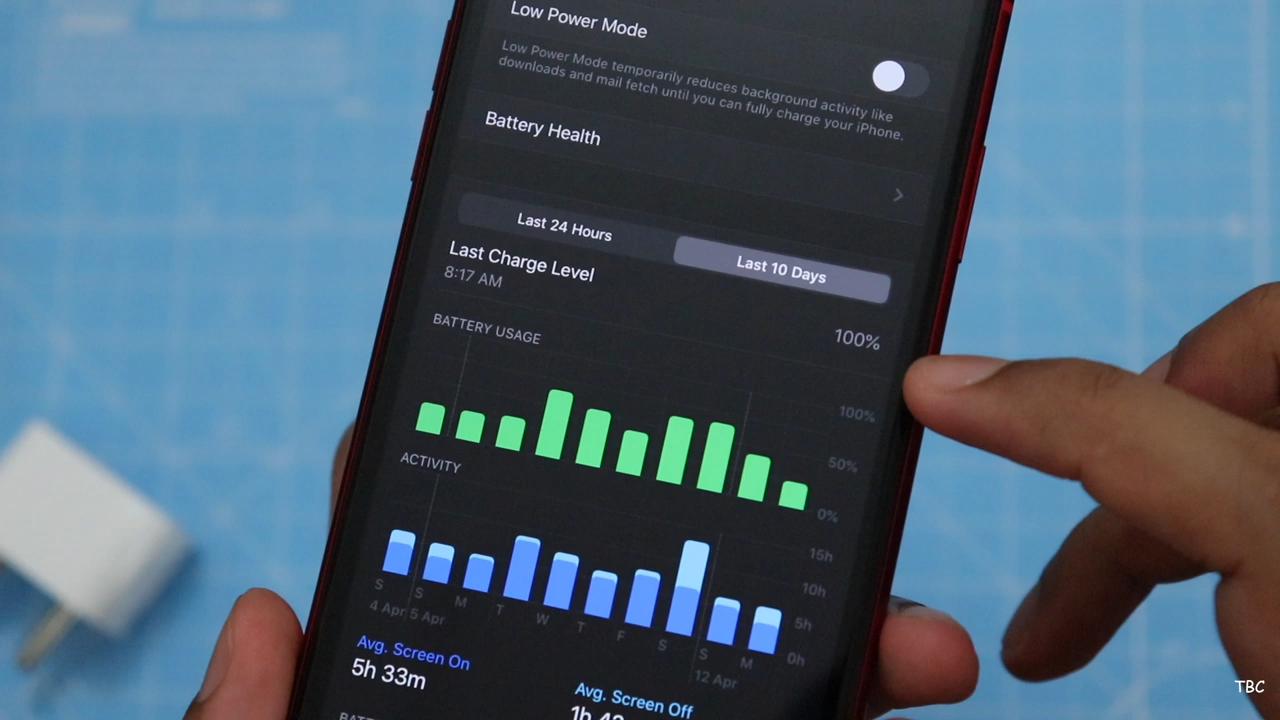 Low Power Mode
Low Power Mode temporarily reduces background activity like
downloads and mail fetch until you can fully charge your iPhone.
Battery Health
Last 24 Hours
Last 10 Days
Last Charge Level
8:17 AM
100%
BATTERY USAGE
100%
50%
0%
ACTIVITY
15h
10h
5h
0h
S S M T W T F S S M
4 Apr 5 Apr 12 Apr
Avg. Screen On
5h 33m
Avg. Screen Off
TBC